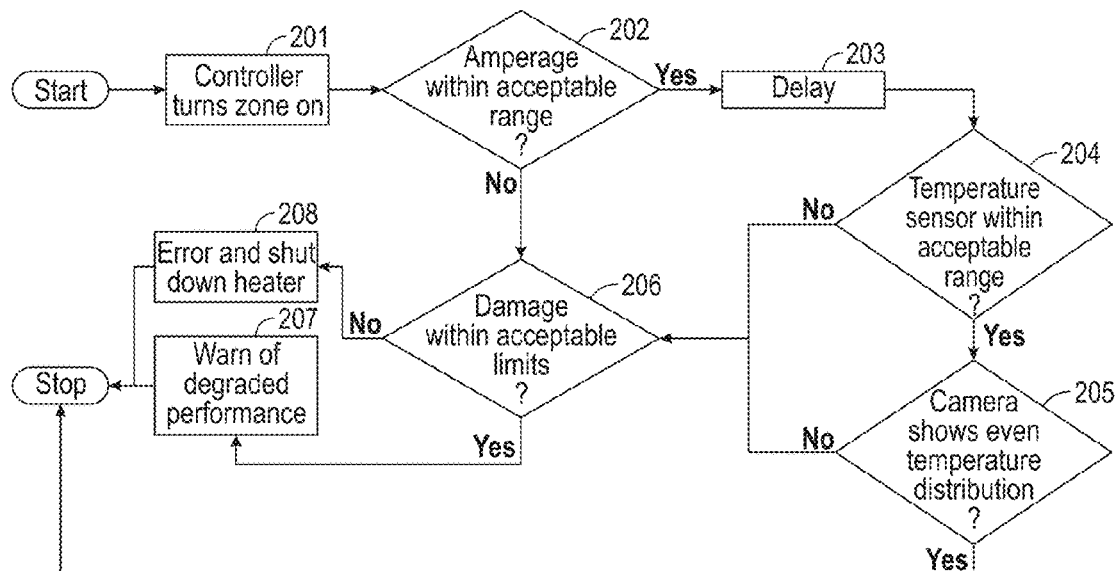 201
202
203
Start
Controller
turns zone on
Amperage
within acceptable
range
?
Yes
Delay
No
204
Temperature
sensor within
acceptable
range
?
No
Yes
208
Error and shut
down heater
206
Damage
within acceptable
limits
?
No
Yes
207
Warn of
degraded
performance
Stop
205
Camera
shows even
temperature
distribution
?
No
Yes